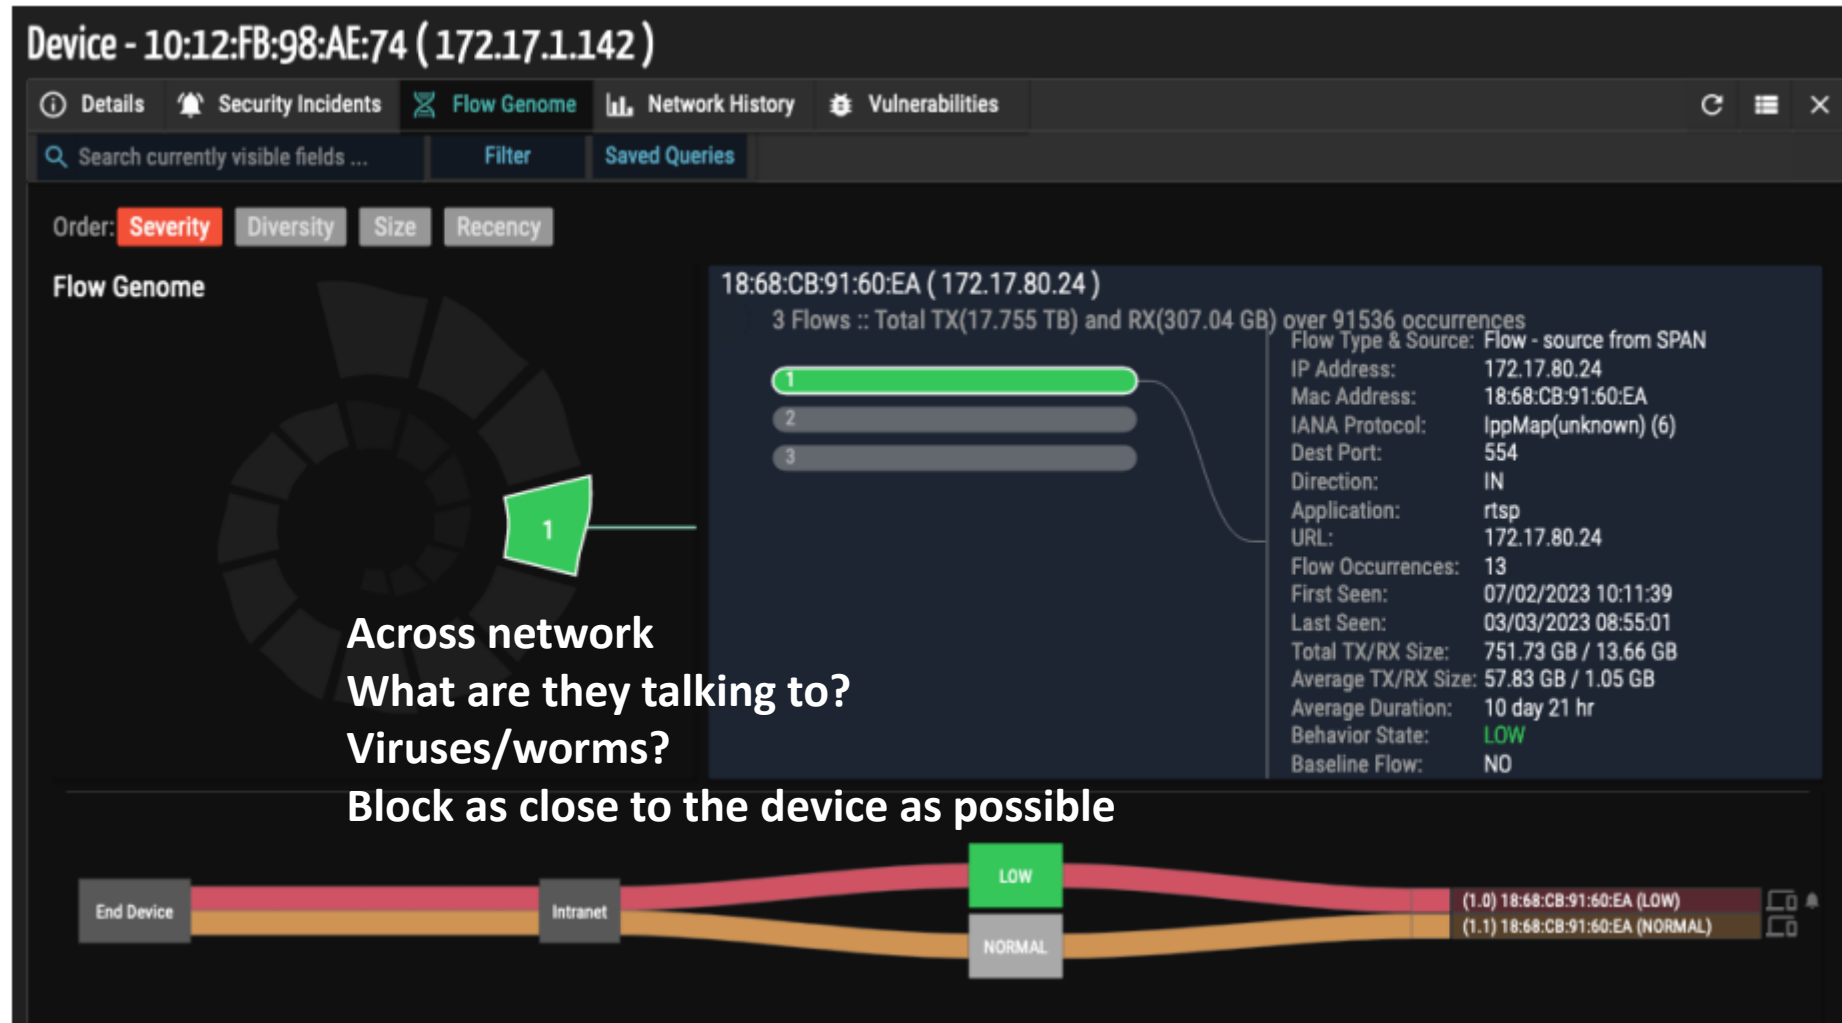 Device - 10:12:FB:98:AE:74 ( 172.17.1.142 )
Details Security Incidents Flow Genome Network History Vulnerabilities
Search currently visible fields ... Filter Saved Queries
Order: Severity Diversity Size Recency
Flow Genome
1
18:68:CB:91:60:EA ( 172.17.80.24 )
3 Flows :: Total TX(17.755 TB) and RX(307.04 GB) over 91536 occurrences
1
2
3
Flow Type & Source: Flow - source from SPAN
IP Address: 172.17.80.24
Mac Address: 18:68:CB:91:60:EA
IANA Protocol: IppMap(unknown) (6)
Dest Port: 554
Direction: IN
Application: rtsp
URL: 172.17.80.24
Flow Occurrences: 13
First Seen: 07/02/2023 10:11:39
Last Seen: 03/03/2023 08:55:01
Total TX/RX Size: 751.73 GB / 13.66 GB
Average TX/RX Size: 57.83 GB / 1.05 GB
Average Duration: 10 day 21 hr
Behavior State: LOW
Baseline Flow: NO
Across network
What are they talking to?
Viruses/worms?
Block as close to the device as possible
End Device
Intranet
LOW
NORMAL
(1.0) 18:68:CB:91:60:EA (LOW)
(1.1) 18:68:CB:91:60:EA (NORMAL)